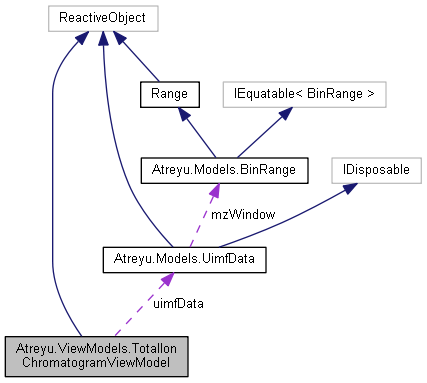 ReactiveObject
Range
IEquatable< BinRange >
Atreyu.Models.BinRange
IDisposable
mzWindow
Atreyu.Models.UimfData
uimfData
Atreyu.ViewModels.TotalIon
ChromatogramViewModel